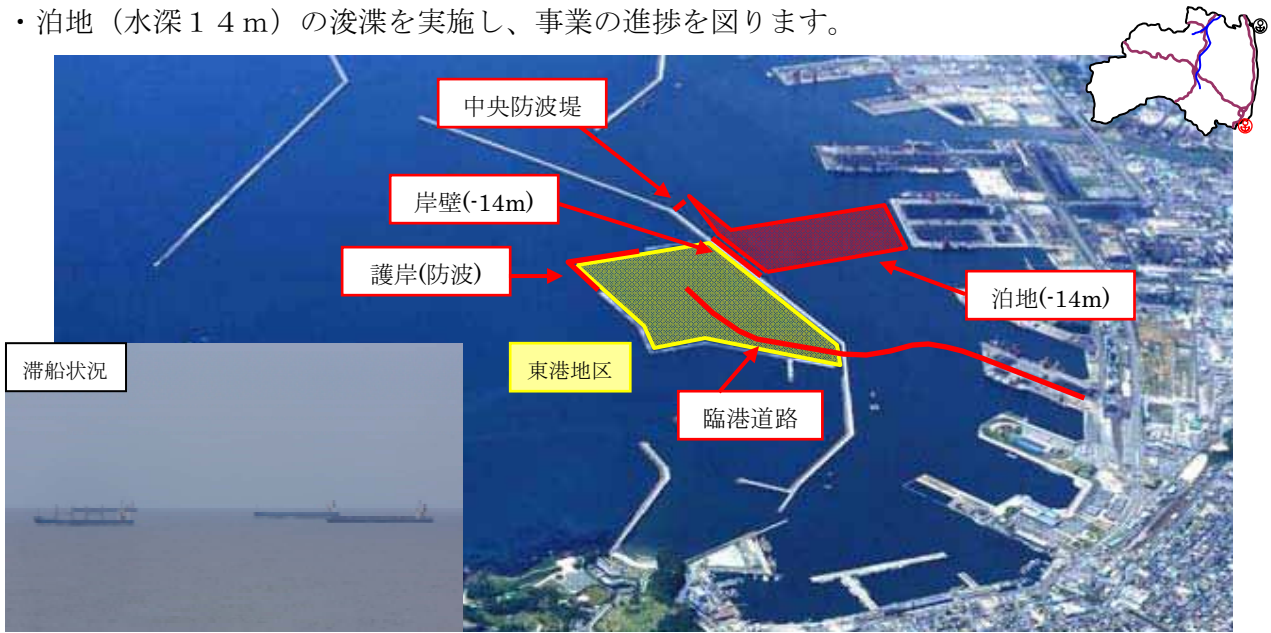 ・泊地（水深１４ｍ）の浚渫を実施し、事業の進捗を図ります。
中央防波堤
岸壁(-14m)
護岸(防波)
泊地(-14m)
滞船状況
東港地区
臨港道路